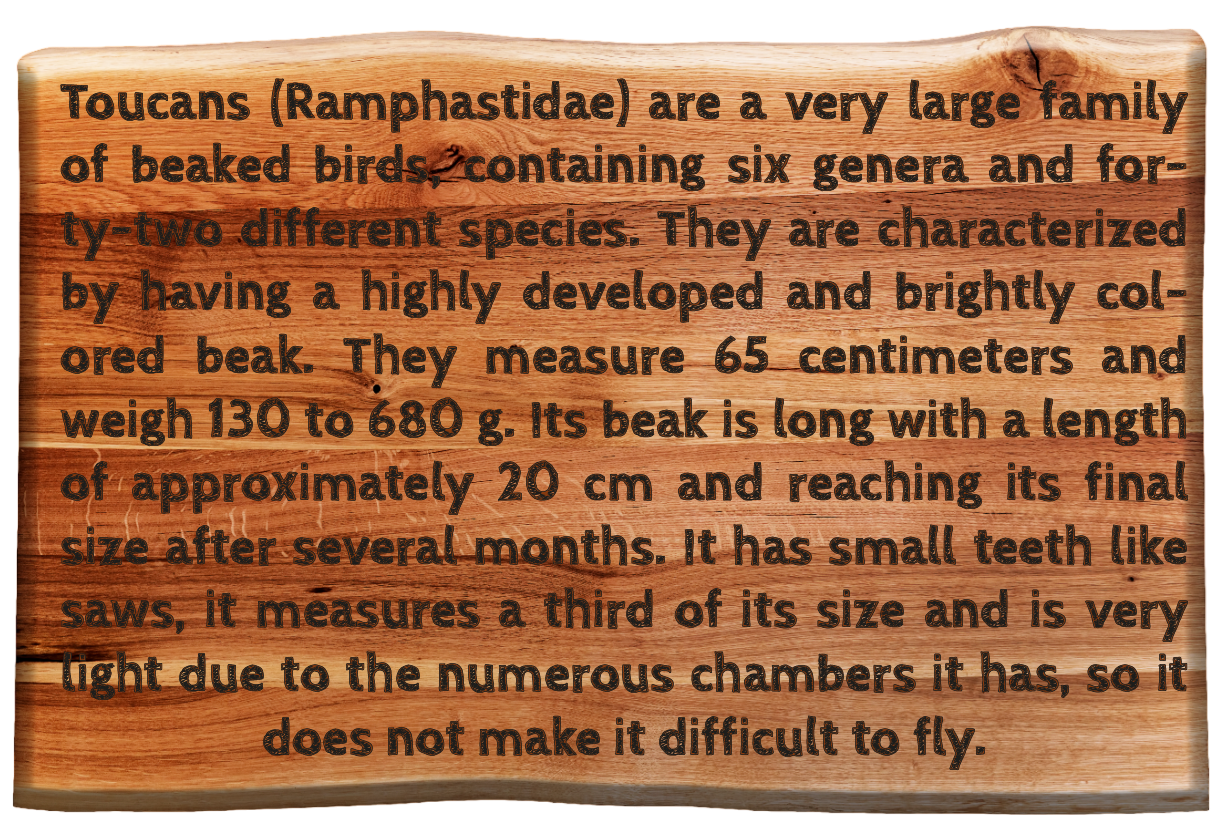 Toucans (Ramphastidae) are a very large family
of beaked birds, containing six genera and for-
ty-two different species. They are characterized
by having a highly developed and brightly col-
ored beak. They measure 65 centimeters and
weigh 130 to 680 g. Its beak is long with a length
of approximately 20 cm and reaching its final
size after several months. It has small teeth like
saws, it measures a third of its size and is very
light due to the numerous chambers it has, so it
does not make it difficult to fly.